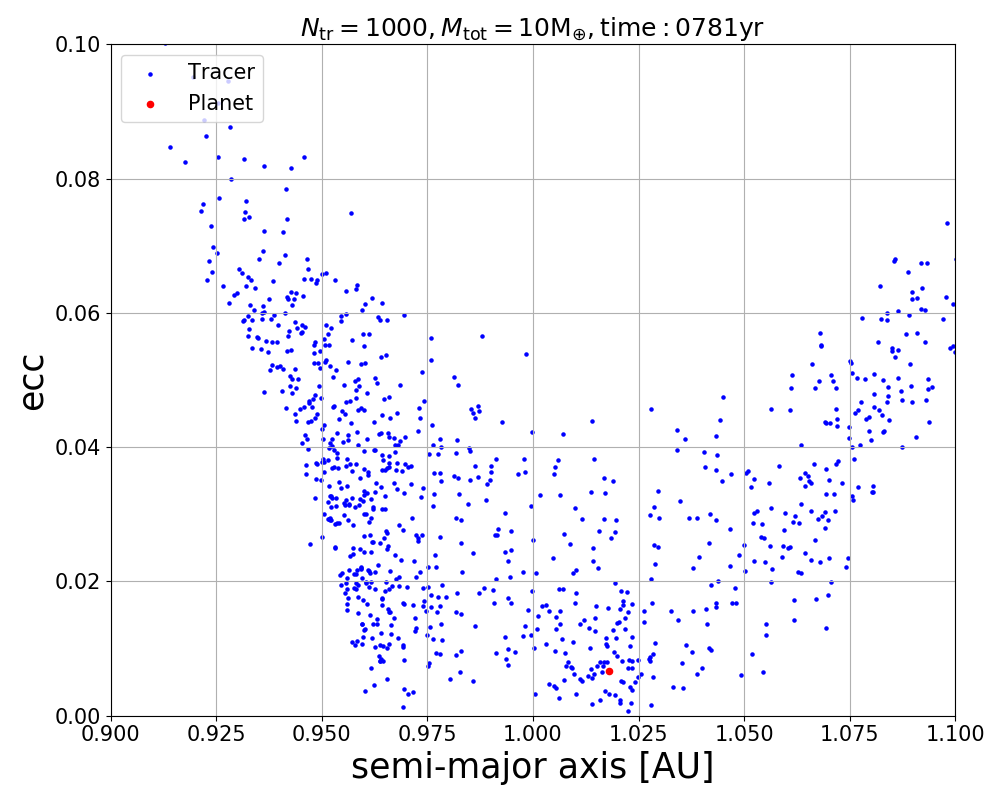 N_tr = 1000, M_tot = 10M_⊕, time : 0781yr
0.10
0.08
0.06
0.04
0.02
0.00
ecc
Tracer
Planet
0.900 0.925 0.950 0.975 1.000 1.025 1.050 1.075 1.100
semi-major axis [AU]